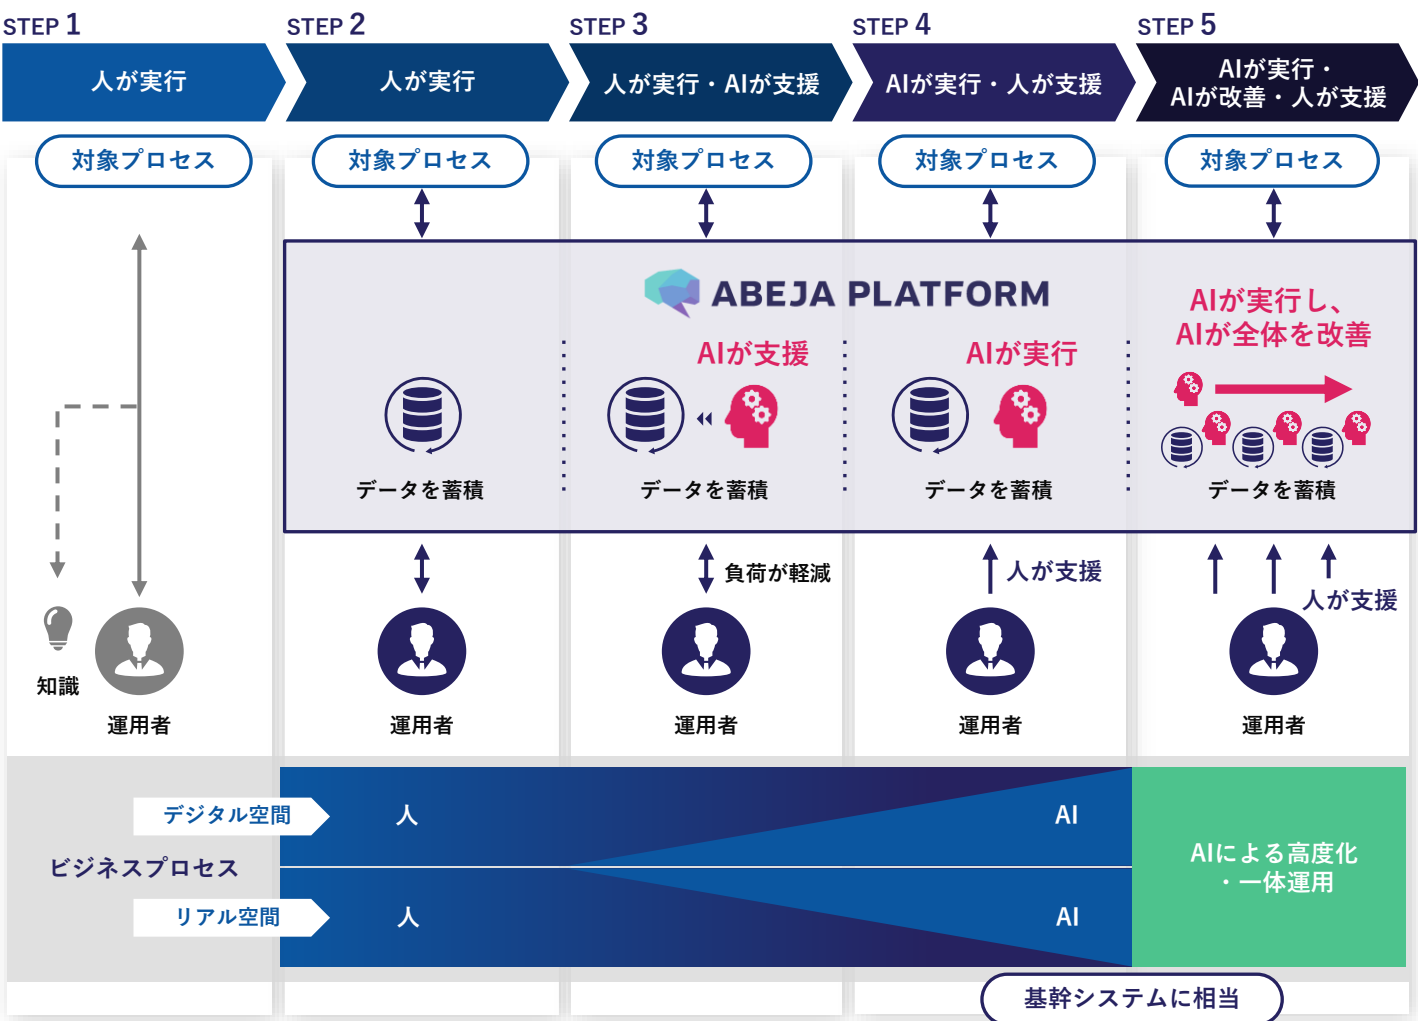 STEP 1
STEP 2
STEP 3
STEP 4
STEP 5
人が実行
人が実行
人が実行・AIが支援
AIが実行・人が支援
AIが実行・
AIが改善・人が支援
対象プロセス
対象プロセス
対象プロセス
対象プロセス
対象プロセス
ABEJA PLATFORM
AIが支援
AIが実行
AIが実行し、
AIが全体を改善
データを蓄積
データを蓄積
データを蓄積
データを蓄積
負荷が軽減
人が支援
人が支援
知識
運用者
運用者
運用者
運用者
運用者
ビジネスプロセス
デジタル空間
人
AI
リアル空間
人
AI
AIによる高度化
・一体運用
基幹システムに相当